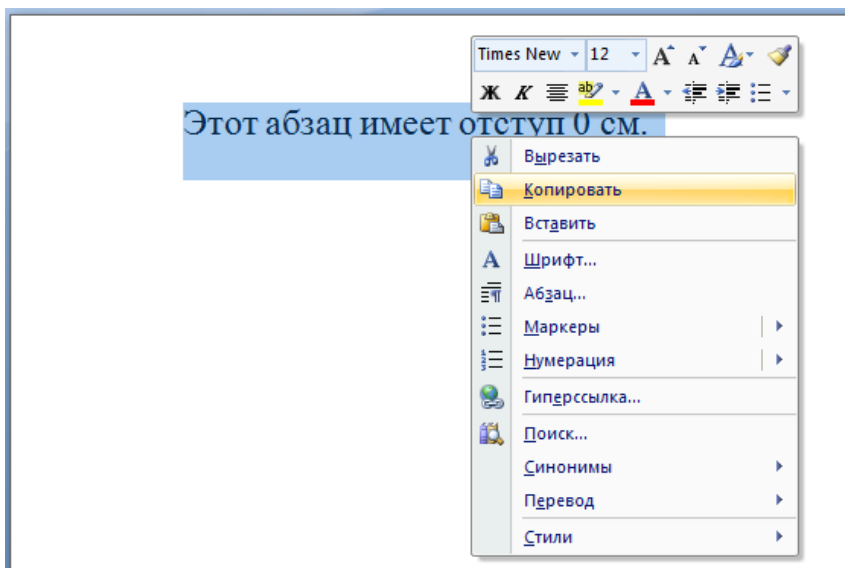 Times New 12
Ж К
Этот абзац имеет отступ 0 см.
Вырезать
Копировать
Вставить
Шрифт...
Абзац...
Маркеры
Нумерация
Гиперссылка...
Поиск...
Синонимы
Перевод
Стили